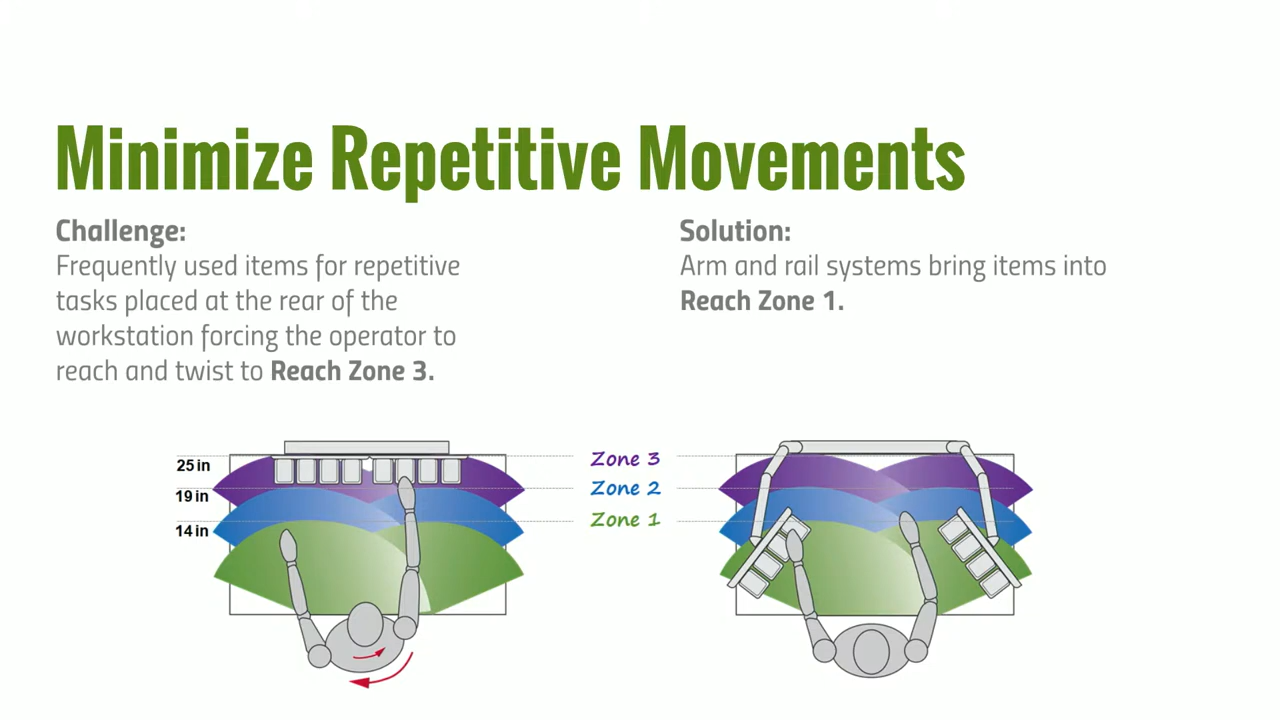 Minimize Repetitive Movements
Challenge:
Frequently used items for repetitive
tasks placed at the rear of the
workstation forcing the operator to
reach and twist to Reach Zone 3.
Solution:
Arm and rail systems bring items into
Reach Zone 1.
25 in
19 in
14 in
Zone 3
Zone 2
Zone 1